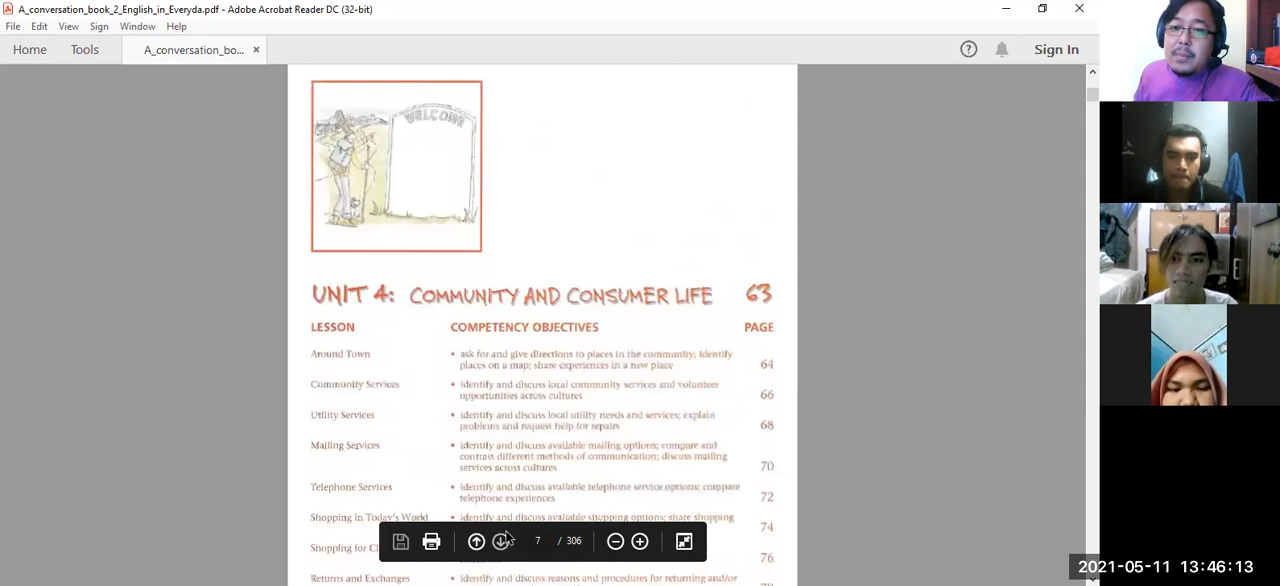 A_conversation_book_2_English_in_Everyda.pdf - Adobe Acrobat Reader DC (32-bit)
File Edit View Sign Window Help
Home Tools A_conversation_bo... Sign In
WELCOME
UNIT 4: COMMUNITY AND CONSUMER LIFE 63
LESSON COMPETENCY OBJECTIVES PAGE
Around Town • ask for and give directions to places in the community; identify
places on a map; share experiences in a new place 64
Community Services • identify and discuss local community services and volunteer
opportunities across cultures 66
Utility Services • identify and discuss local utility needs and services; explain
problems and request help for repairs 68
Mailing Services • identify and discuss available mailing options; compare and
contrast different methods of communication; discuss mailing
services across cultures 70
Telephone Services • identify and discuss available telephone service options; compare
telephone experiences 72
Shopping in Today's World • identify and discuss available shopping options; share shopping
74
7 / 306
Shopping for 76
Returns and Exchanges • identify and discuss reasons and procedures for returning and/or
2021-05-11 13:46:13